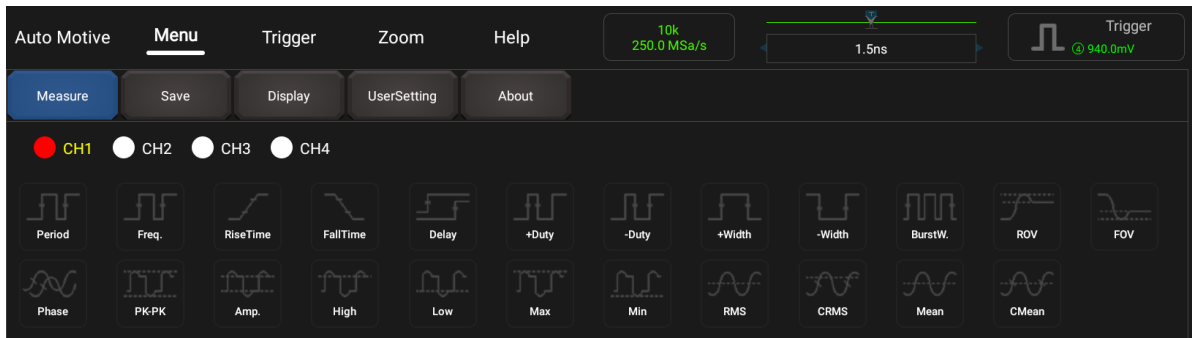 Auto Motive Menu Trigger Zoom Help
10k
250.0 MSa/s
T
1.5ns
Trigger
④ 940.0mV
Measure Save Display UserSetting About
CH1 CH2 CH3 CH4
Period Freq. RiseTime FallTime Delay +Duty -Duty +Width -Width BurstW. ROV FOV
Phase PK-PK Amp. High Low Max Min RMS CRMS Mean CMean